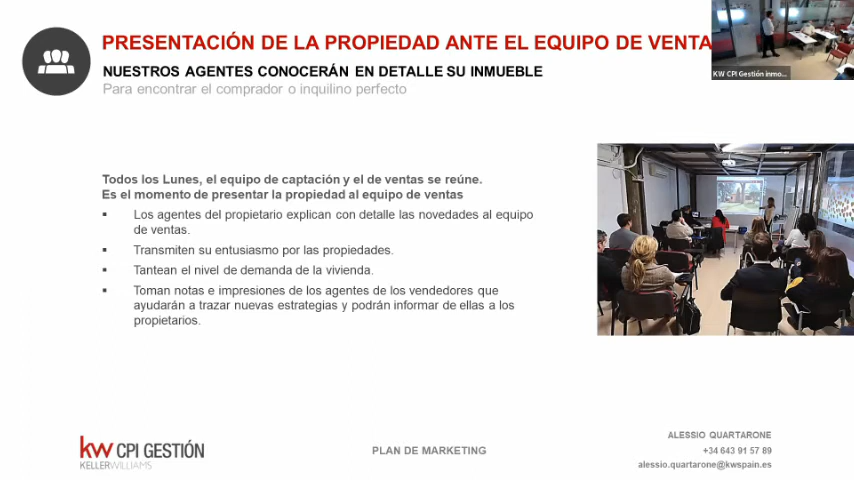 PRESENTACIÓN DE LA PROPIEDAD ANTE EL EQUIPO DE VENTA
NUESTROS AGENTES CONOCERÁN EN DETALLE SU INMUEBLE
Para encontrar el comprador o inquilino perfecto
KW CPI Gestión inmo...
Todos los Lunes, el equipo de captación y el de ventas se reúne.
Es el momento de presentar la propiedad al equipo de ventas
▪ Los agentes del propietario explican con detalle las novedades al equipo
de ventas.
▪ Transmiten su entusiasmo por las propiedades.
▪ Tantean el nivel de demanda de la vivienda.
▪ Toman notas e impresiones de los agentes de los vendedores que
ayudarán a trazar nuevas estrategias y podrán informar de ellas a los
propietarios.
kw CPI GESTIÓN
KELLERWILLIAMS
PLAN DE MARKETING
ALESSIO QUARTARONE
+34 643 91 57 89
alessio.quartarone@kwspain.es